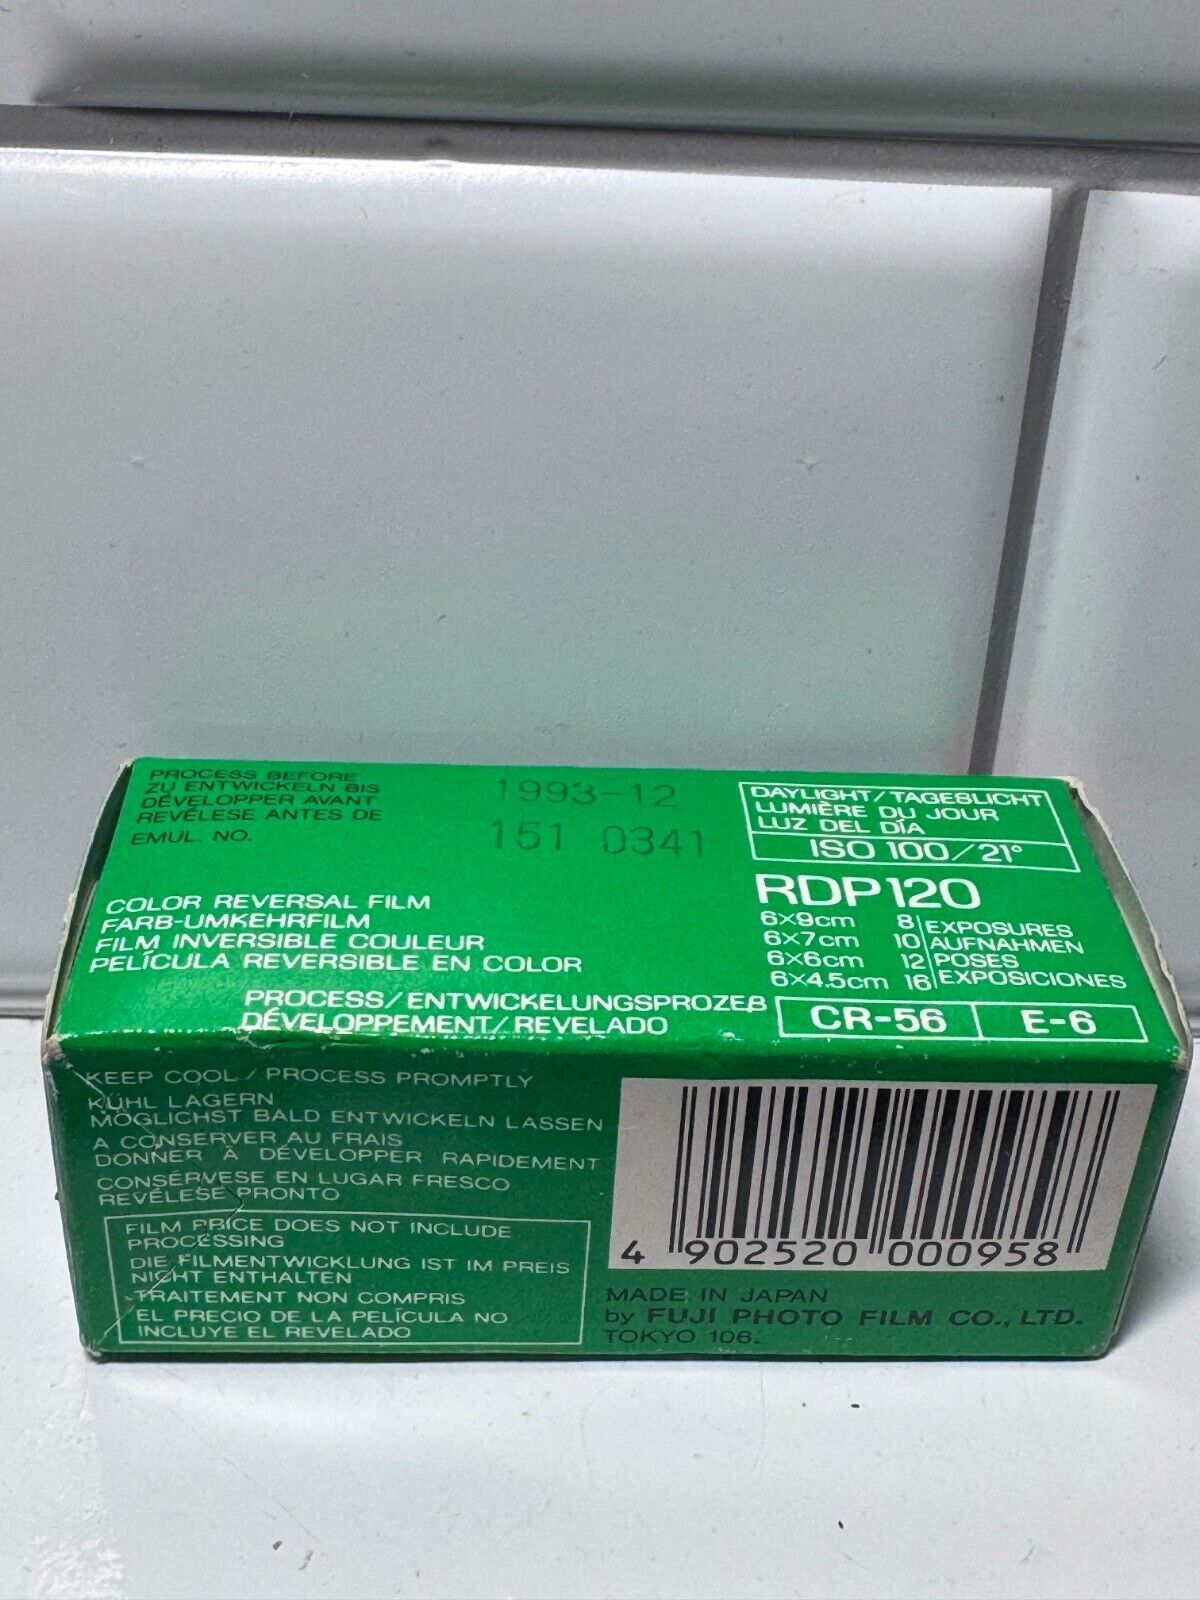 PROCESS BEFORE
ZU ENTWICKELN BIS
DÉVELOPPER AVANT
REVÉLESE ANTES DE
1993-12
EMUL. NO.
151 0341
DAYLIGHT/TAGESLICHT
LUMIÈRE DU JOUR
LUZ DEL DÍA
ISO 100/21°
COLOR REVERSAL FILM
FARB-UMKEHRFILM
FILM INVERSIBLE COULEUR
PELÍCULA REVERSIBLE EN COLOR
RDP120
6×9cm 8 EXPOSURES
6×7cm 10 AUFNAHMEN
6×6cm 12 POSES
6×4.5cm 16 EXPOSICIONES
PROCESS/ENTWICKELUNGSPROZEß
DÉVELOPPEMENT/REVELADO
CR-56 E-6
KEEP COOL/PROCESS PROMPTLY
KÜHL LAGERN
MÖGLICHST BALD ENTWICKELN LASSEN
A CONSERVER AU FRAIS
DONNER À DÉVELOPPER RAPIDEMENT
CONSÉRVESE EN LUGAR FRESCO
REVÉLESE PRONTO
FILM PRICE DOES NOT INCLUDE
PROCESSING
DIE FILMENTWICKLUNG IST IM PREIS
NICHT ENTHALTEN
TRAITEMENT NON COMPRIS
EL PRECIO DE LA PELÍCULA NO
INCLUYE EL REVELADO
4 902520 000958
MADE IN JAPAN
by FUJI PHOTO FILM CO., LTD.
TOKYO 106.